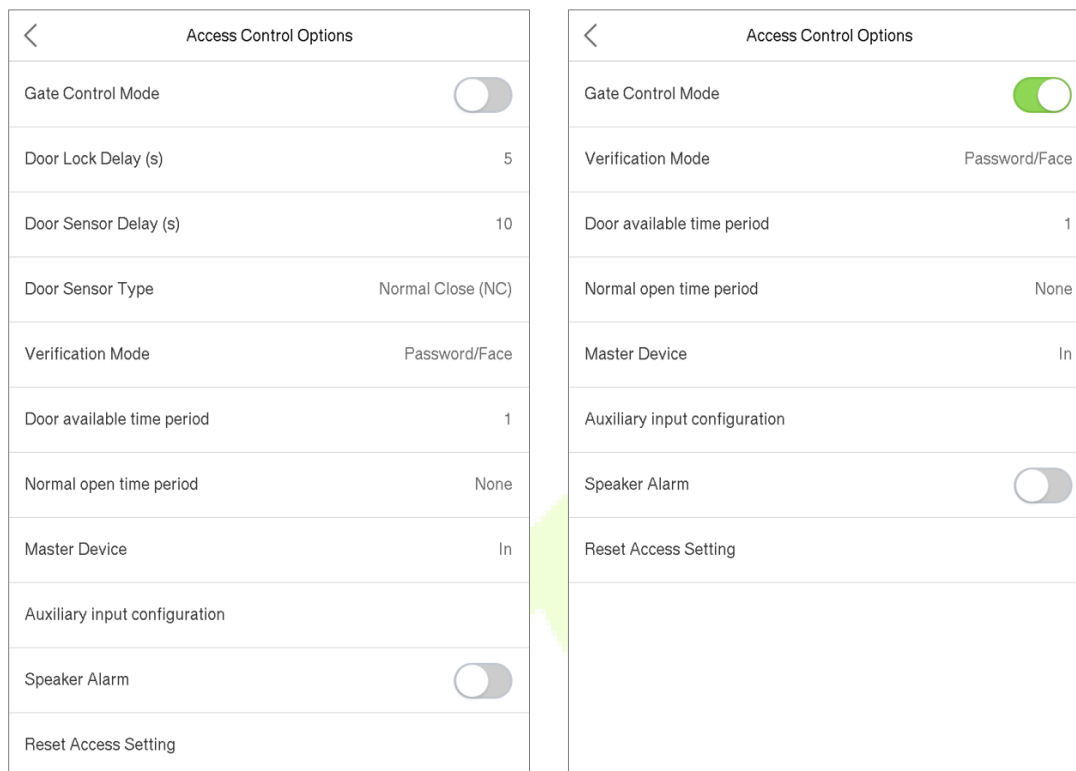 Access Control Options
Gate Control Mode
Door Lock Delay (s) 5
Door Sensor Delay (s) 10
Door Sensor Type Normal Close (NC)
Verification Mode Password/Face
Door available time period 1
Normal open time period None
Master Device In
Auxiliary input configuration
Speaker Alarm
Reset Access Setting
Access Control Options
Gate Control Mode
Verification Mode Password/Face
Door available time period 1
Normal open time period None
Master Device In
Auxiliary input configuration
Speaker Alarm
Reset Access Setting